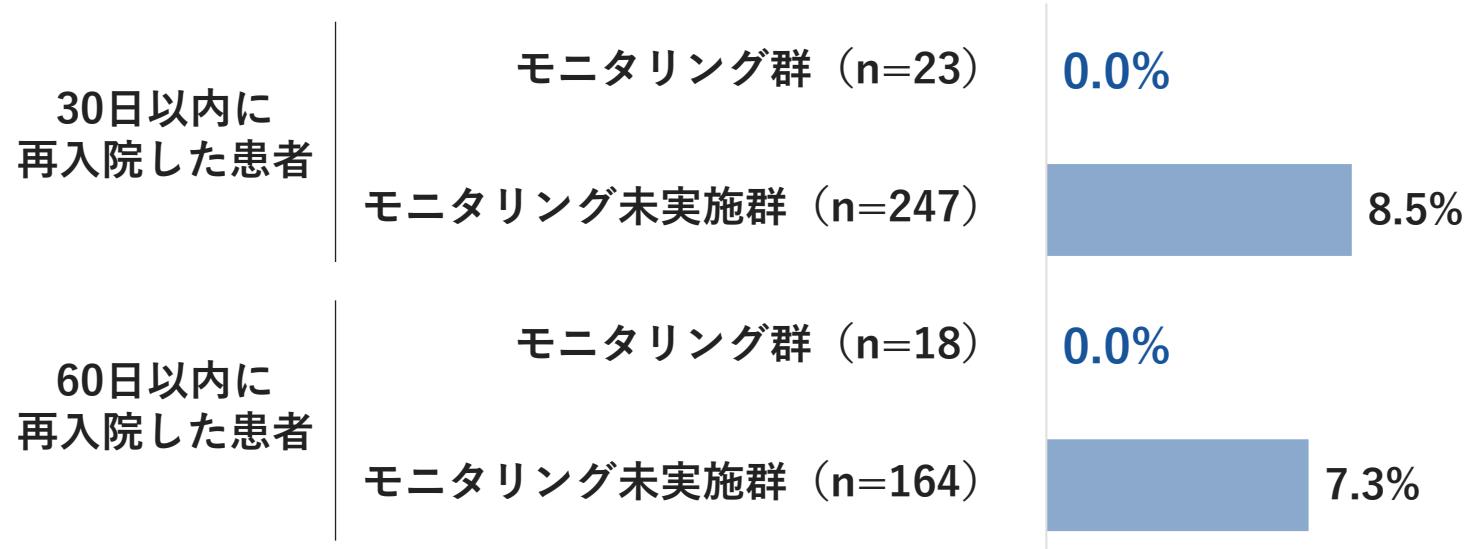 30日以内に
再入院した患者
モニタリング群（n=23）
0.0%
モニタリング未実施群（n=247）
8.5%
60日以内に
再入院した患者
モニタリング群（n=18）
0.0%
モニタリング未実施群（n=164）
7.3%